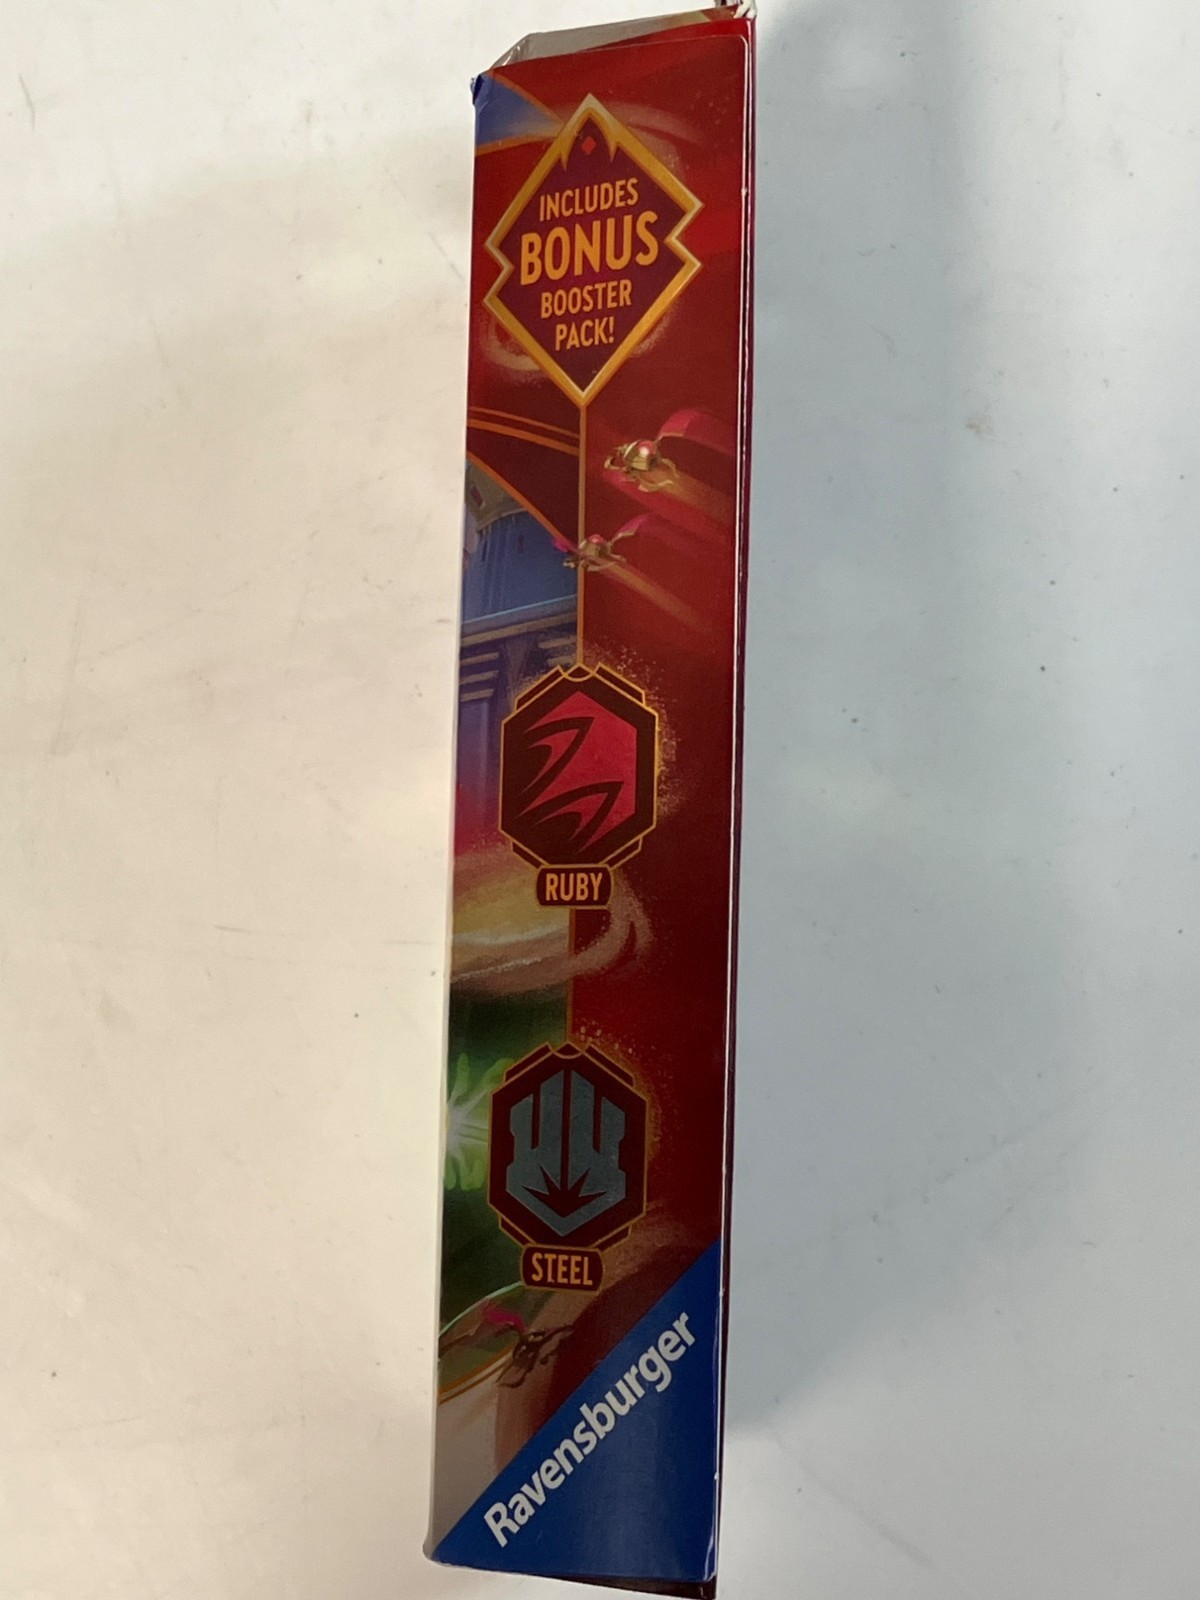 INCLUDES
BONUS
BOOSTER
PACK!
RUBY
STEEL
Ravensburger